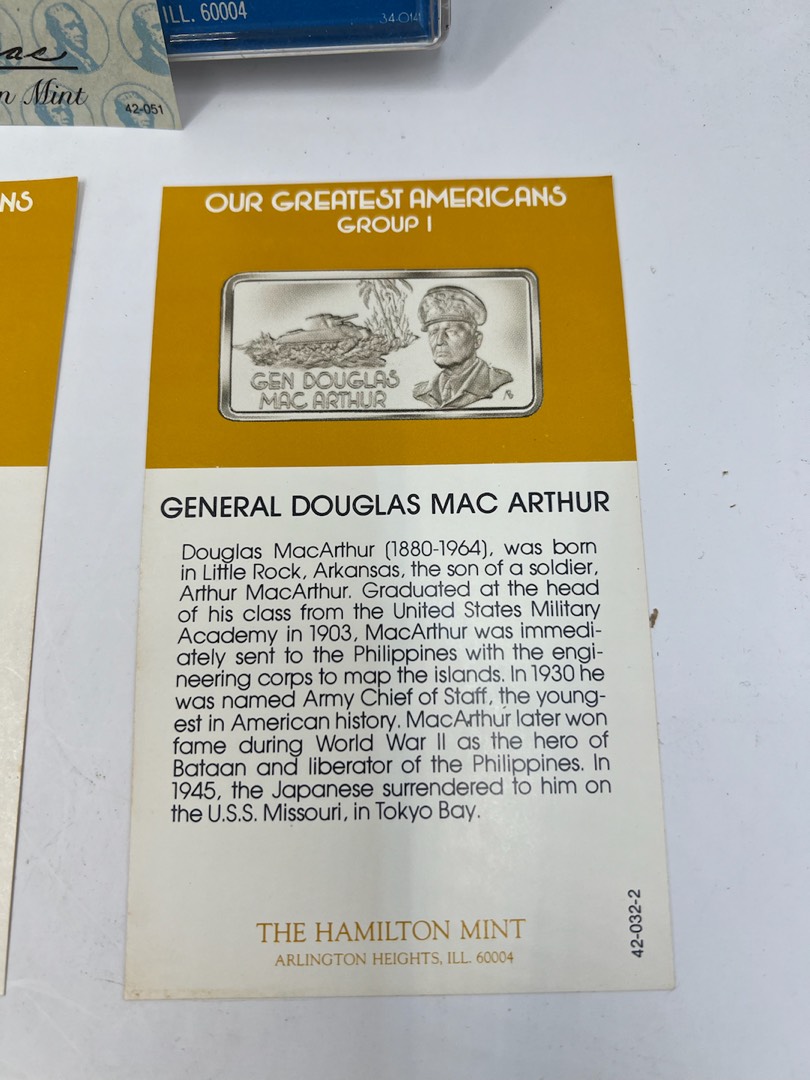 ILL. 60004
34-014
ac
n Mint
42-051
NS
OUR GREATEST AMERICANS
GROUP I
GEN DOUGLAS
MAC ARTHUR
GENERAL DOUGLAS MAC ARTHUR
Douglas MacArthur (1880-1964), was born
in Little Rock, Arkansas, the son of a soldier,
Arthur MacArthur. Graduated at the head
of his class from the United States Military
Academy in 1903, MacArthur was immedi-
ately sent to the Philippines with the engi-
neering corps to map the islands. In 1930 he
was named Army Chief of Staff, the young-
est in American history. MacArthur later won
fame during World War II as the hero of
Bataan and liberator of the Philippines. In
1945, the Japanese surrendered to him on
the U.S.S. Missouri, in Tokyo Bay.
THE HAMILTON MINT
ARLINGTON HEIGHTS, ILL. 60004
42-032-2